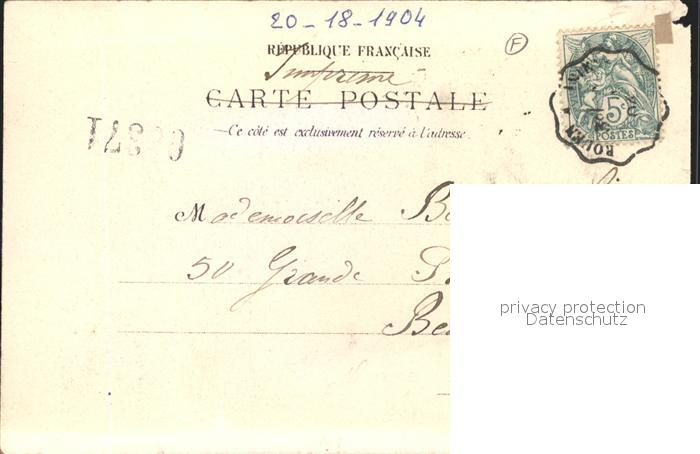 20-18-1904
RÉPUBLIQUE FRANÇAISE
F
Imprimé
CARTE POSTALE
Ce côté est exclusivement réservé à l'adresse.
5c
POSTES
ROUEN
Mademoiselle
50 Grande
privacy protection
Datenschutz